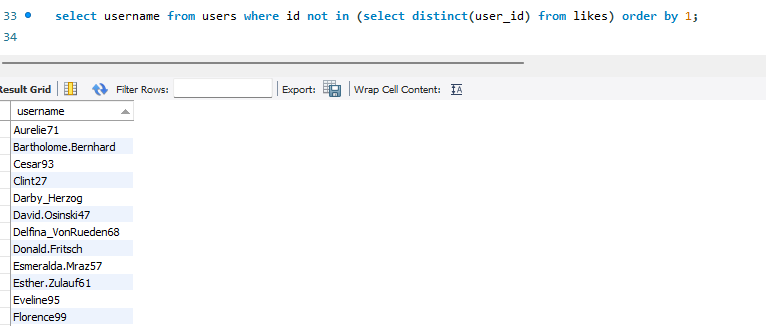 33 select username from users where id not in (select distinct(user_id) from likes) order by 1;
34
Result Grid Filter Rows: Export: Wrap Cell Content:
username
Aurelie71
Bartholome.Bernhard
Cesar93
Clint27
Darby_Herzog
David.Osinski47
Delfina_VonRueden68
Donald.Fritsch
Esmeralda.Mraz57
Esther.Zulauf61
Eveline95
Florence99